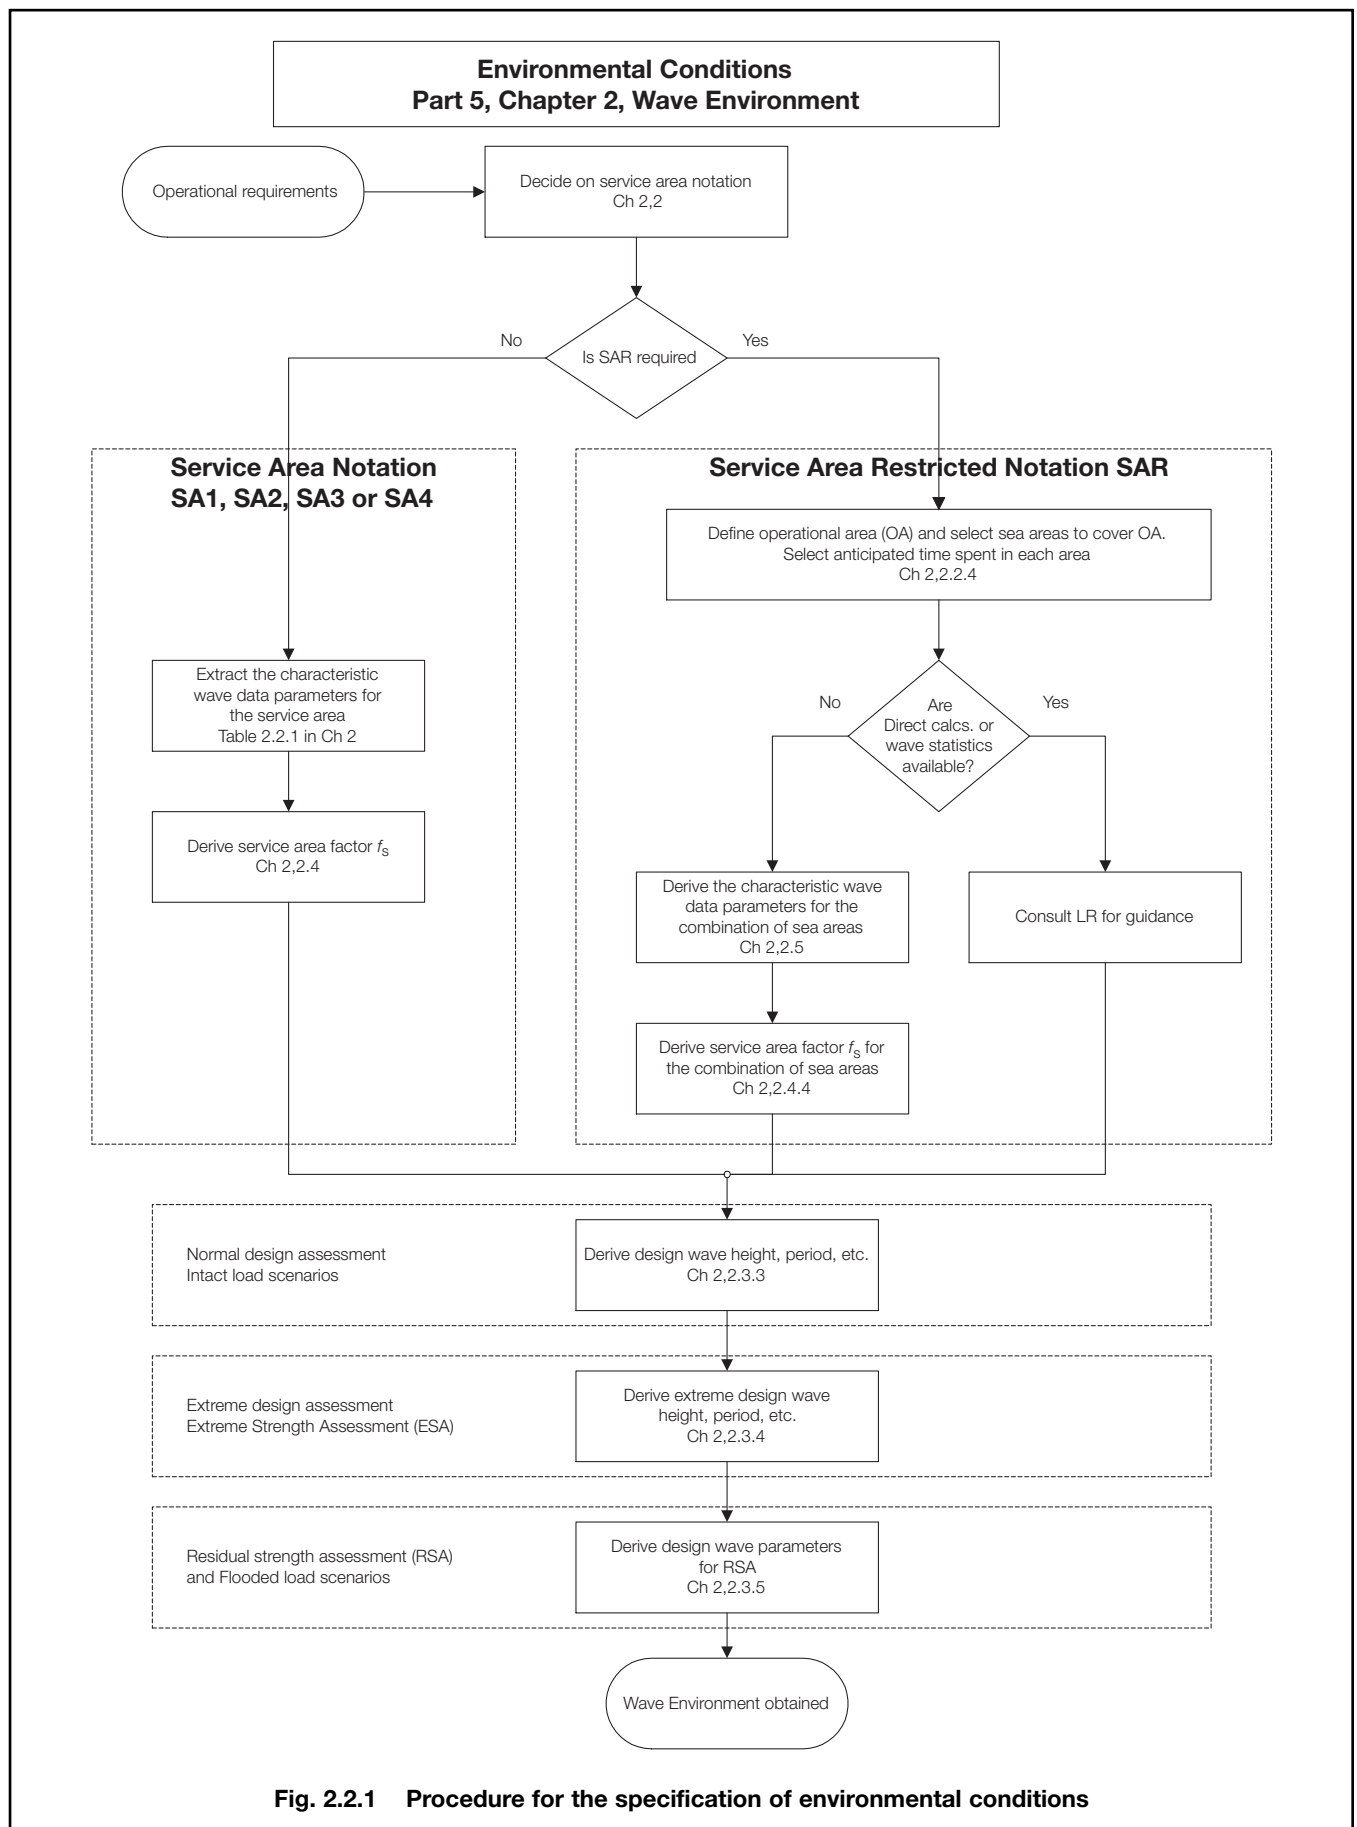 Environmental Conditions
Part 5, Chapter 2, Wave Environment
Operational requirements
Decide on service area notation
Ch 2,2
Is SAR required
No
Yes
Service Area Notation
SA1, SA2, SA3 or SA4
Extract the characteristic
wave data parameters for
the service area
Table 2.2.1 in Ch 2
Derive service area factor fS
Ch 2,2.4
Service Area Restricted Notation SAR
Define operational area (OA) and select sea areas to cover OA.
Select anticipated time spent in each area
Ch 2,2.2.4
No
Yes
Are
Direct calcs. or
wave statistics
available?
Derive the characteristic wave
data parameters for the
combination of sea areas
Ch 2,2.5
Consult LR for guidance
Derive service area factor fS for
the combination of sea areas
Ch 2,2.4.4
Normal design assessment
Intact load scenarios
Derive design wave height, period, etc.
Ch 2,2.3.3
Extreme design assessment
Extreme Strength Assessment (ESA)
Derive extreme design wave
height, period, etc.
Ch 2,2.3.4
Residual strength assessment (RSA)
and Flooded load scenarios
Derive design wave parameters
for RSA
Ch 2,2.3.5
Wave Environment obtained
Fig. 2.2.1 Procedure for the specification of environmental conditions